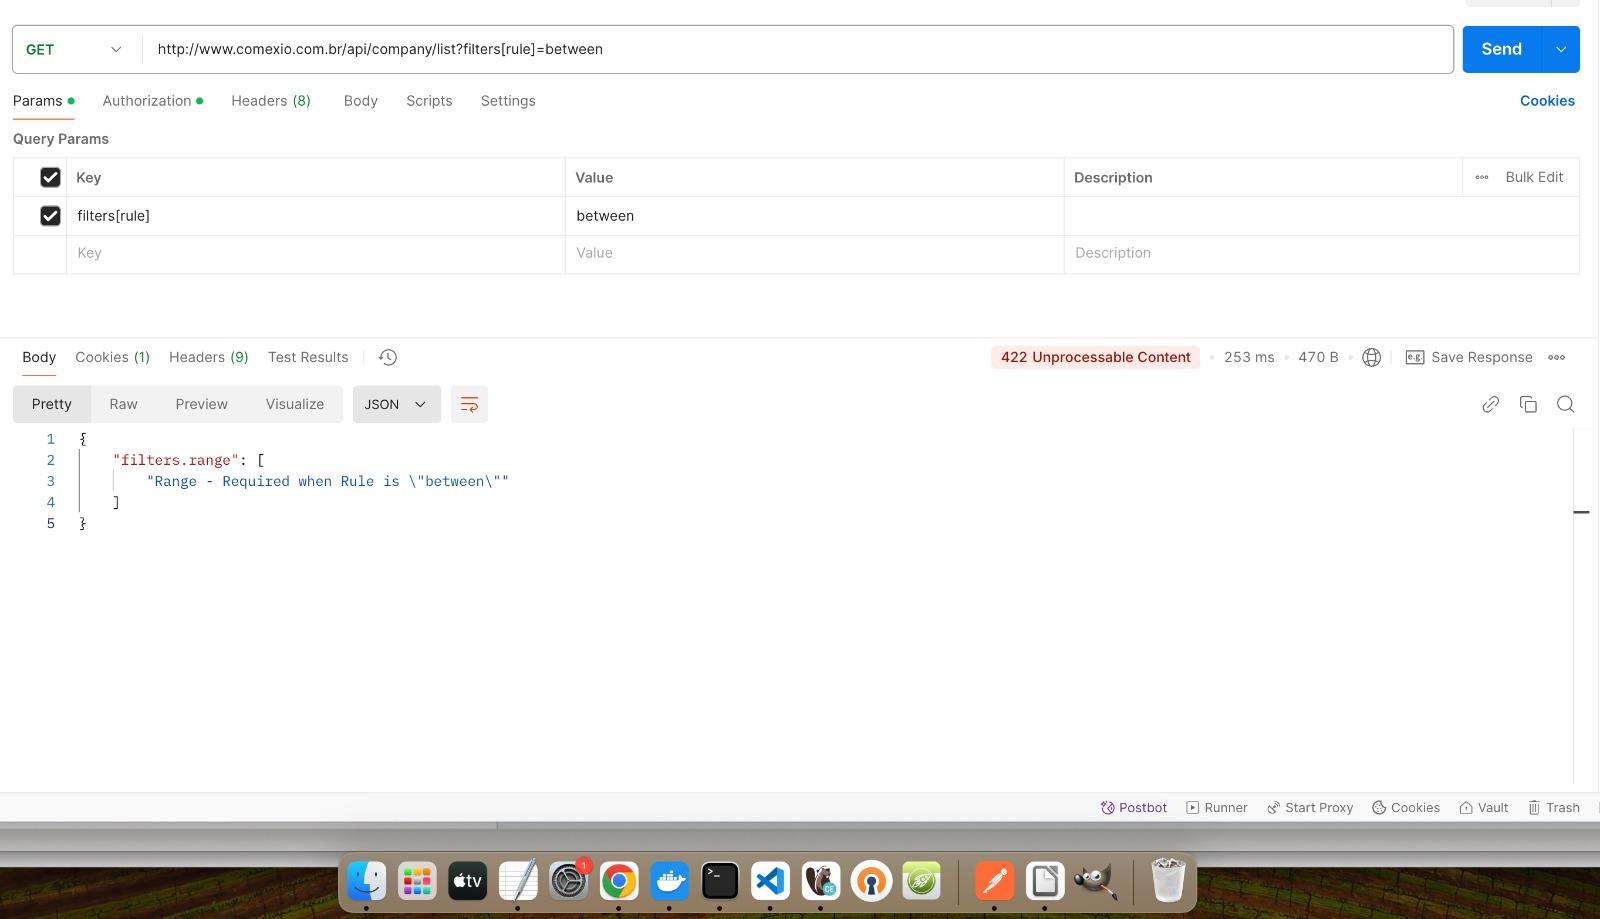 GET
http://www.comexio.com.br/api/company/list?filters[rule]=between
Send
Params Authorization Headers (8) Body Scripts Settings Cookies
Query Params
Key Value Description Bulk Edit
filters[rule] between
Key Value Description
Body Cookies (1) Headers (9) Test Results 422 Unprocessable Content 253 ms 470 B e.g. Save Response
Pretty Raw Preview Visualize JSON
1 {
2 "filters.range": [
3 "Range - Required when Rule is \"between\""
4 ]
5 }
Postbot Runner Start Proxy Cookies Vault Trash
1
tv
>_
CE